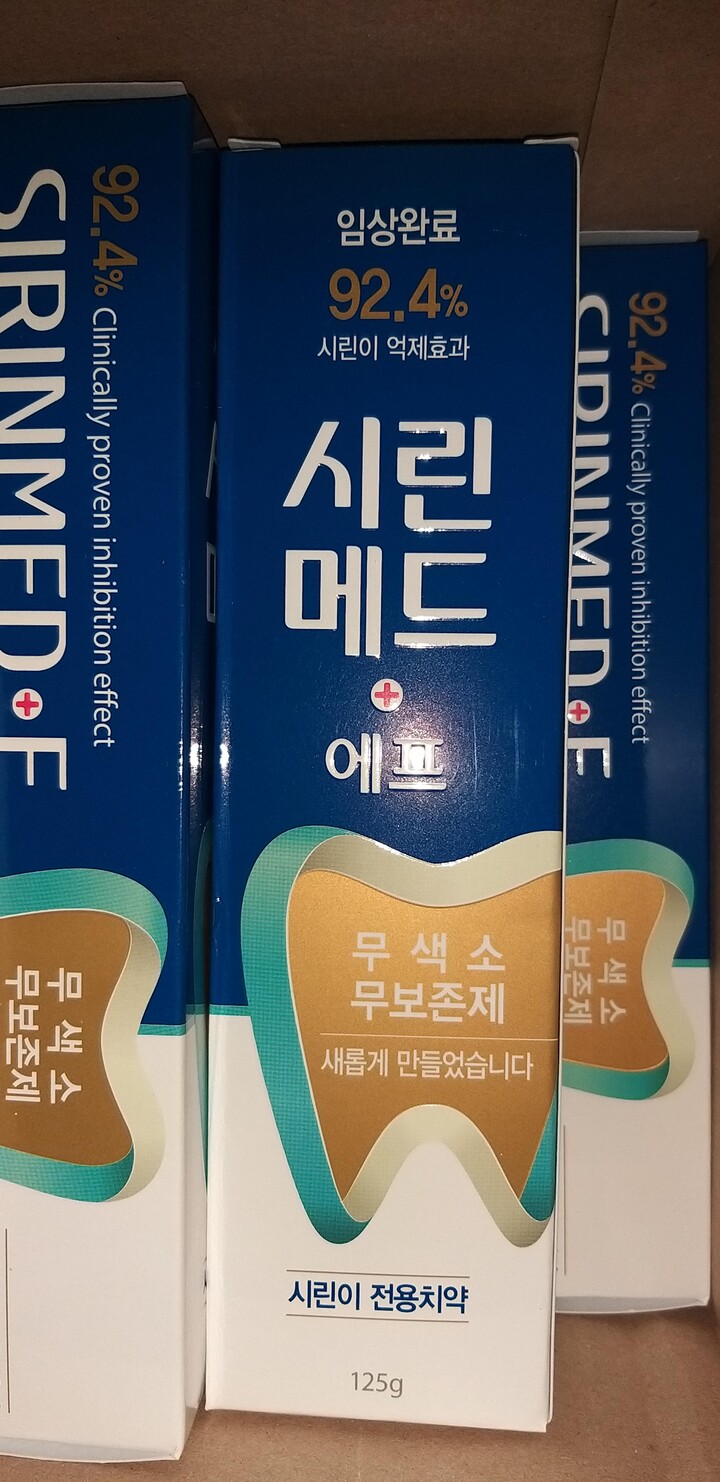 92.4% Clinically proven inhibition effect
SIRINMED F
무색소
무보존제
임상완료
92.4%
시린이 억제효과
시린
메드
에프
무색소
무보존제
새롭게 만들었습니다
시린이 전용치약
125g
92.4% Clinically proven inhibition effect
SIRINMED F
무색소
무보존제